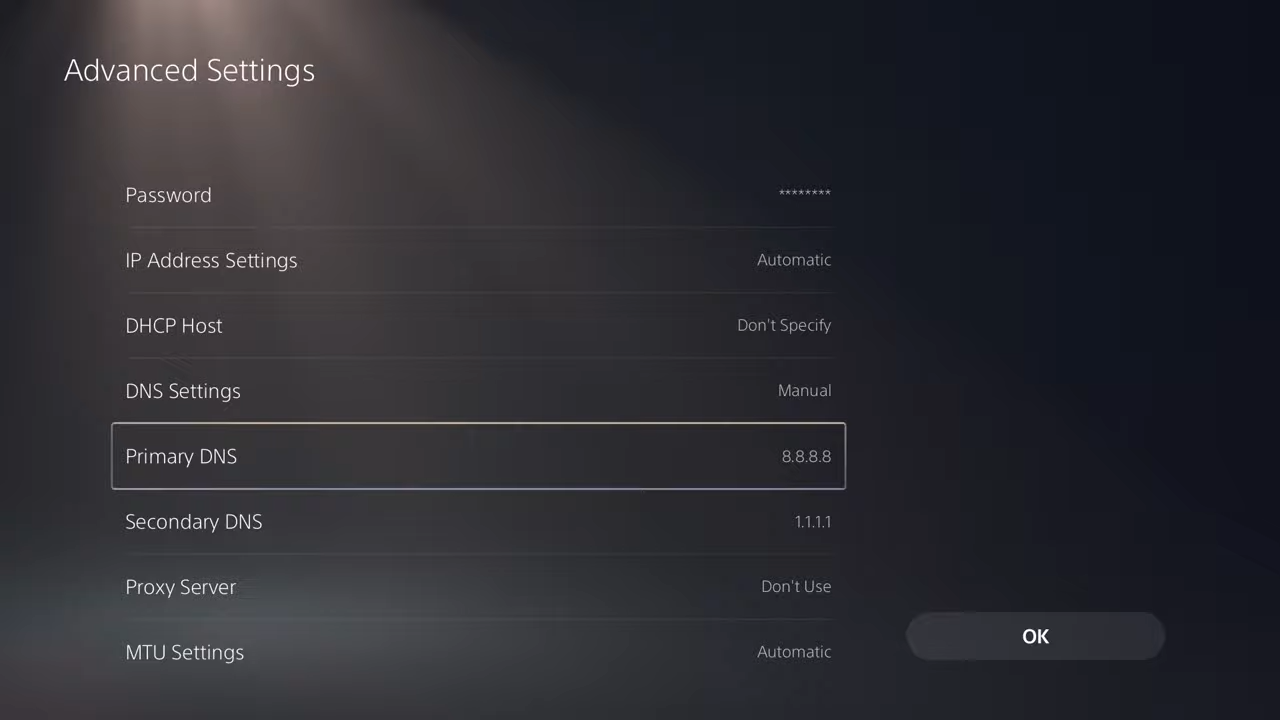 Advanced Settings
Password ********
IP Address Settings Automatic
DHCP Host Don't Specify
DNS Settings Manual
Primary DNS 8.8.8.8
Secondary DNS 1.1.1.1
Proxy Server Don't Use
MTU Settings Automatic
OK